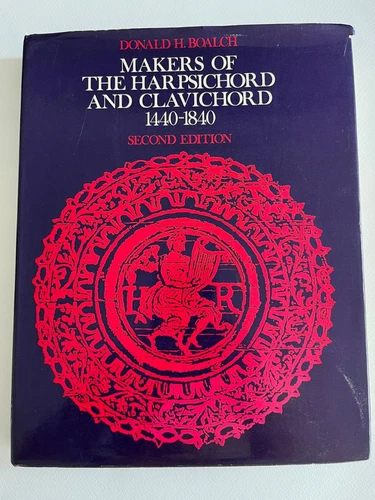 DONALD H. BOALCH
MAKERS OF
THE HARPSICHORD
AND CLAVICHORD
1440-1840
SECOND EDITION
H R